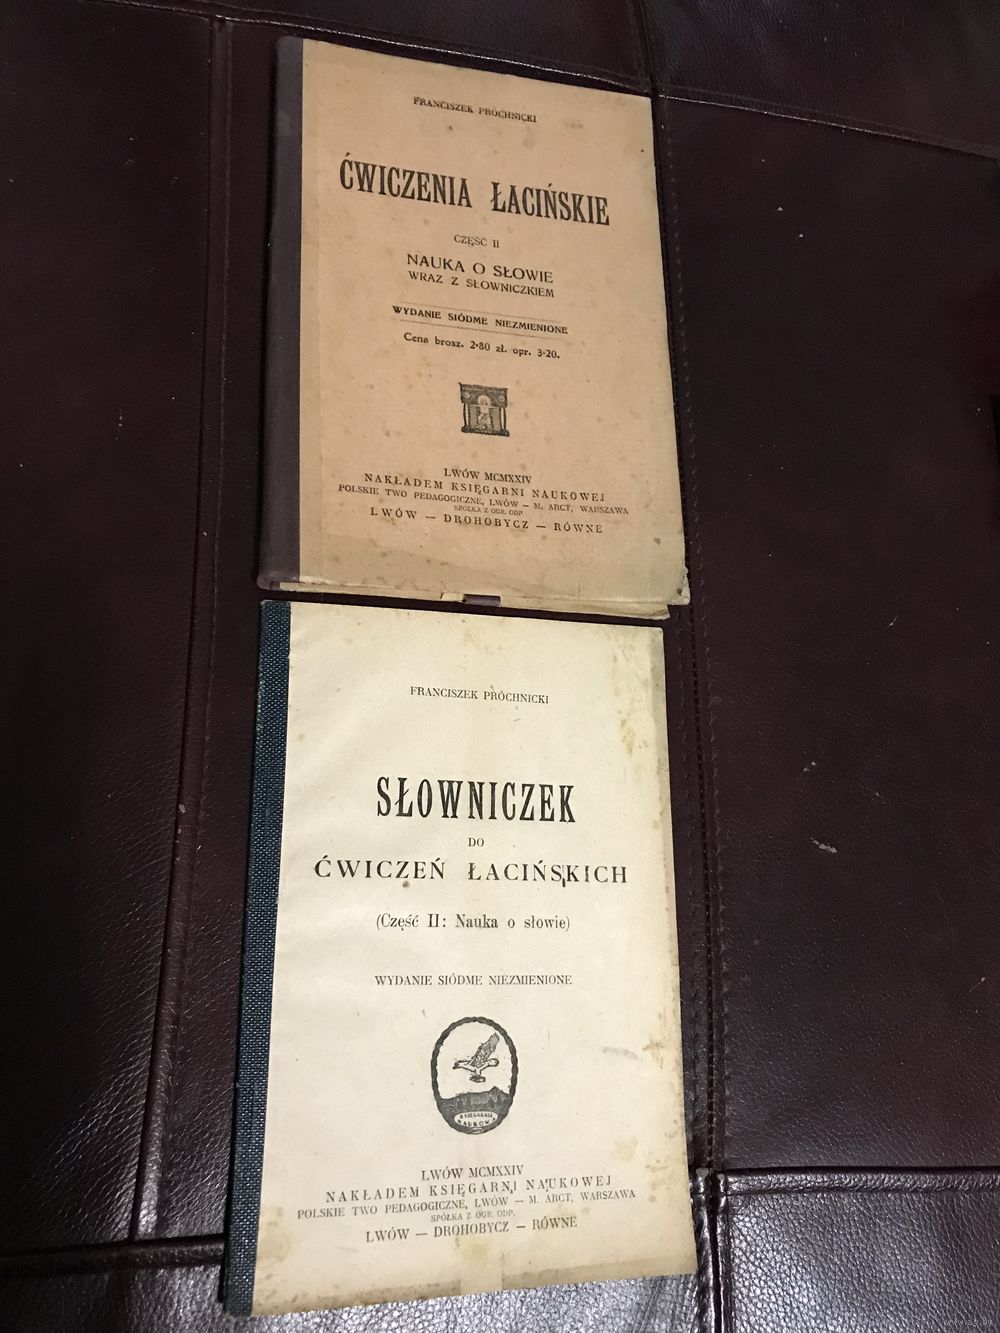 FRANCISZEK PRÓCHNICKI
ĆWICZENIA ŁACIŃSKIE
CZĘŚĆ II
NAUKA O SŁOWIE
WRAZ Z SŁOWNICZKIEM
WYDANIE SIÓDME NIEZMIENIONE
Cena brosz. 2·80 zł. opr. 3·20.
LWÓW MCMXXIV
NAKŁADEM KSIĘGARNI NAUKOWEJ
POLSKIE TWO PEDAGOGICZNE, LWÓW — M. ARCT, WARSZAWA
SPÓŁKA Z OGR. ODP.
LWÓW — DROHOBYCZ — RÓWNE
FRANCISZEK PRÓCHNICKI
SŁOWNICZEK
DO
ĆWICZEŃ ŁACIŃSKICH
(Część II: Nauka o słowie)
WYDANIE SIÓDME NIEZMIENIONE
KSIĘGARNIA
NAUKOWA
LWÓW MCMXXIV
NAKŁADEM KSIĘGARNI NAUKOWEJ
POLSKIE TWO PEDAGOGICZNE, LWÓW — M. ARCT, WARSZAWA
SPÓŁKA Z OGR. ODP.
LWÓW — DROHOBYCZ — RÓWNE